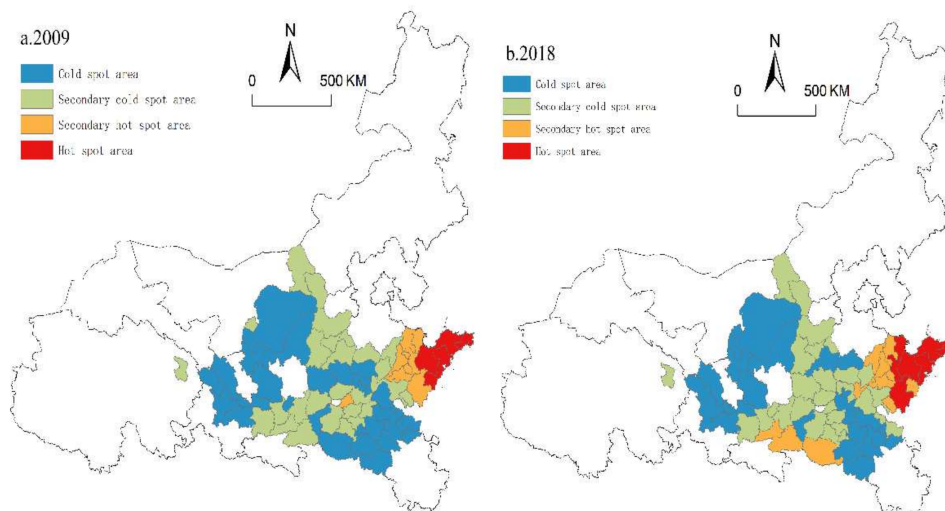 a.2009
N
0 500 KM
Cold spot area
Secondary cold spot area
Secondary hot spot area
Hot spot area
b.2018
N
0 500 KM
Cold spot area
Secondary cold spot area
Secondary hot spot area
Hot spot area